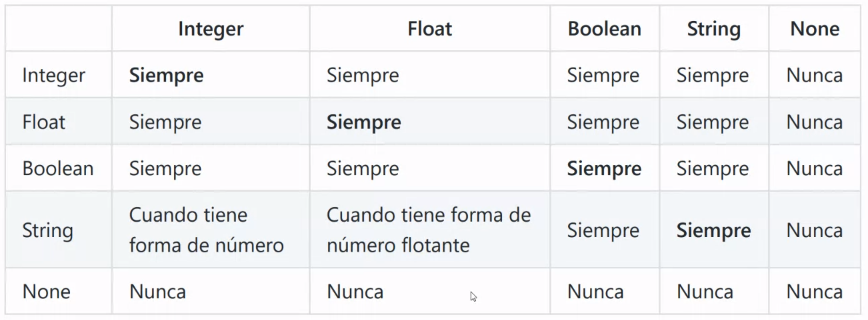 Integer Float Boolean String None
Integer Siempre Siempre Siempre Siempre Nunca
Float Siempre Siempre Siempre Siempre Nunca
Boolean Siempre Siempre Siempre Siempre Nunca
String Cuando tiene forma de número Cuando tiene forma de número flotante Siempre Siempre Nunca
None Nunca Nunca Nunca Nunca Nunca